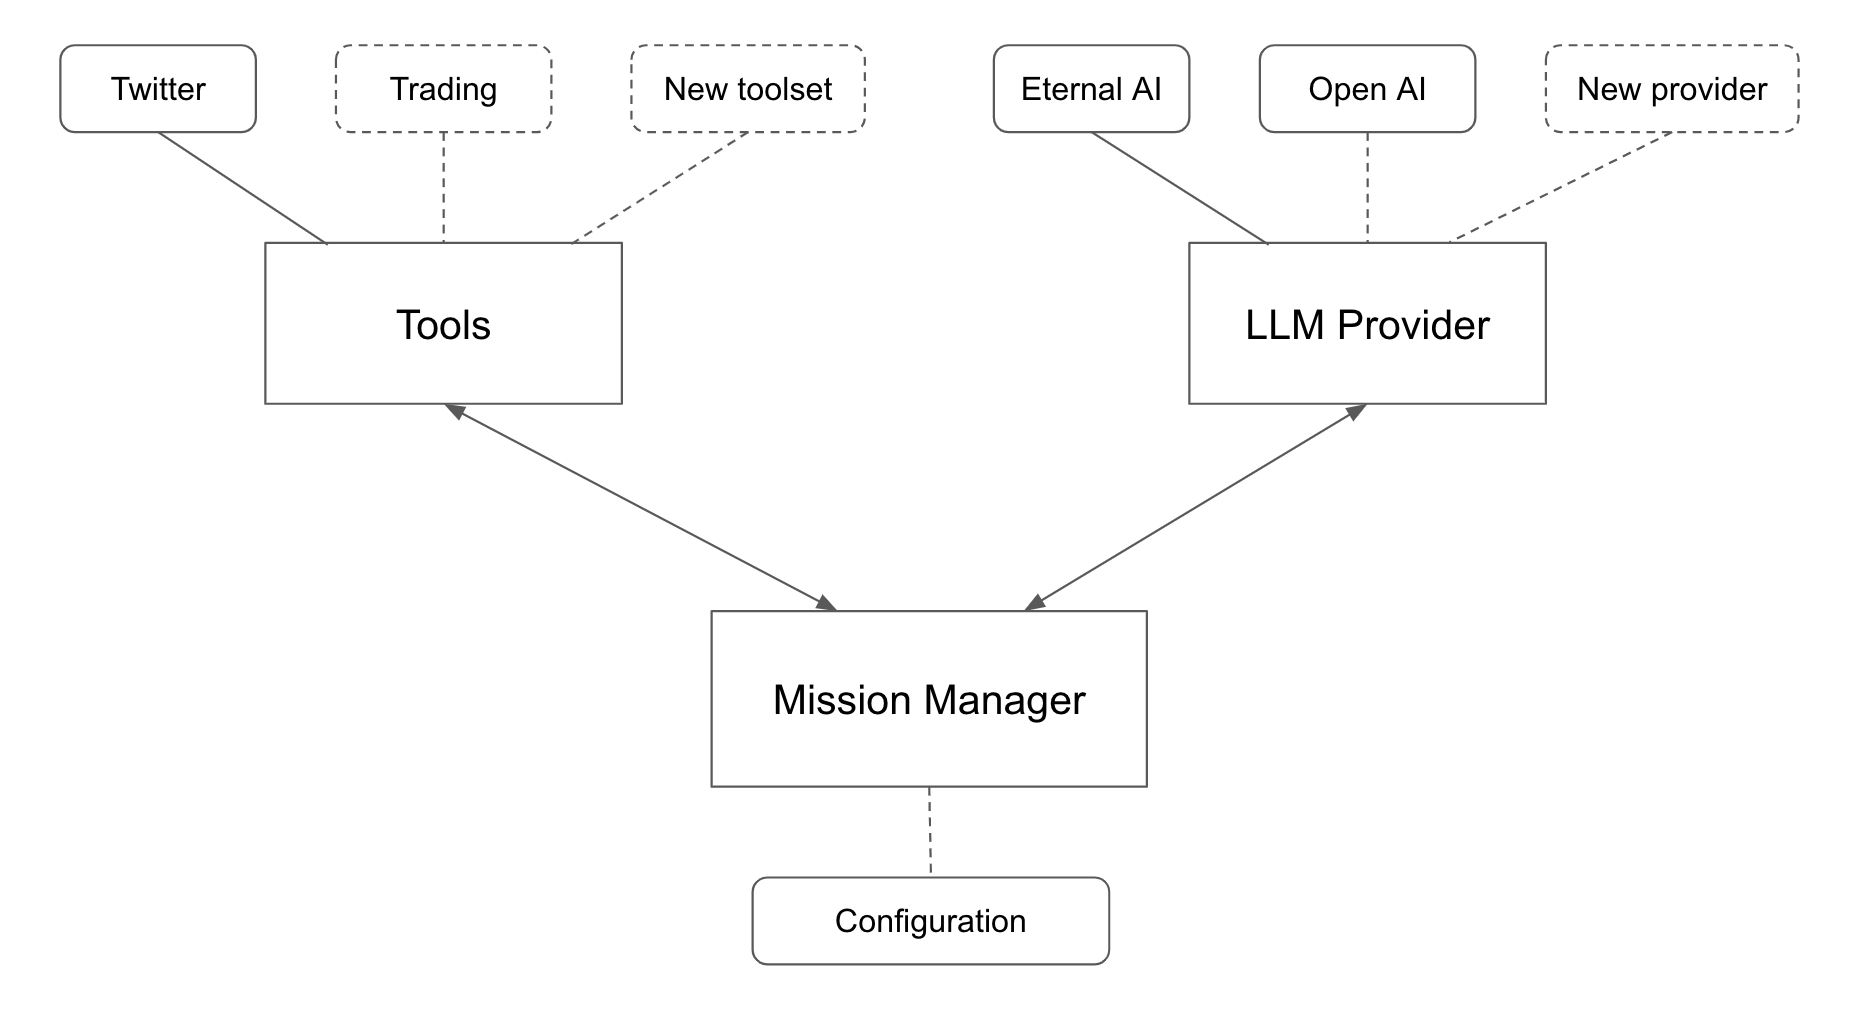 Twitter
Trading
New toolset
Eternal AI
Open AI
New provider
Tools
LLM Provider
Mission Manager
Configuration